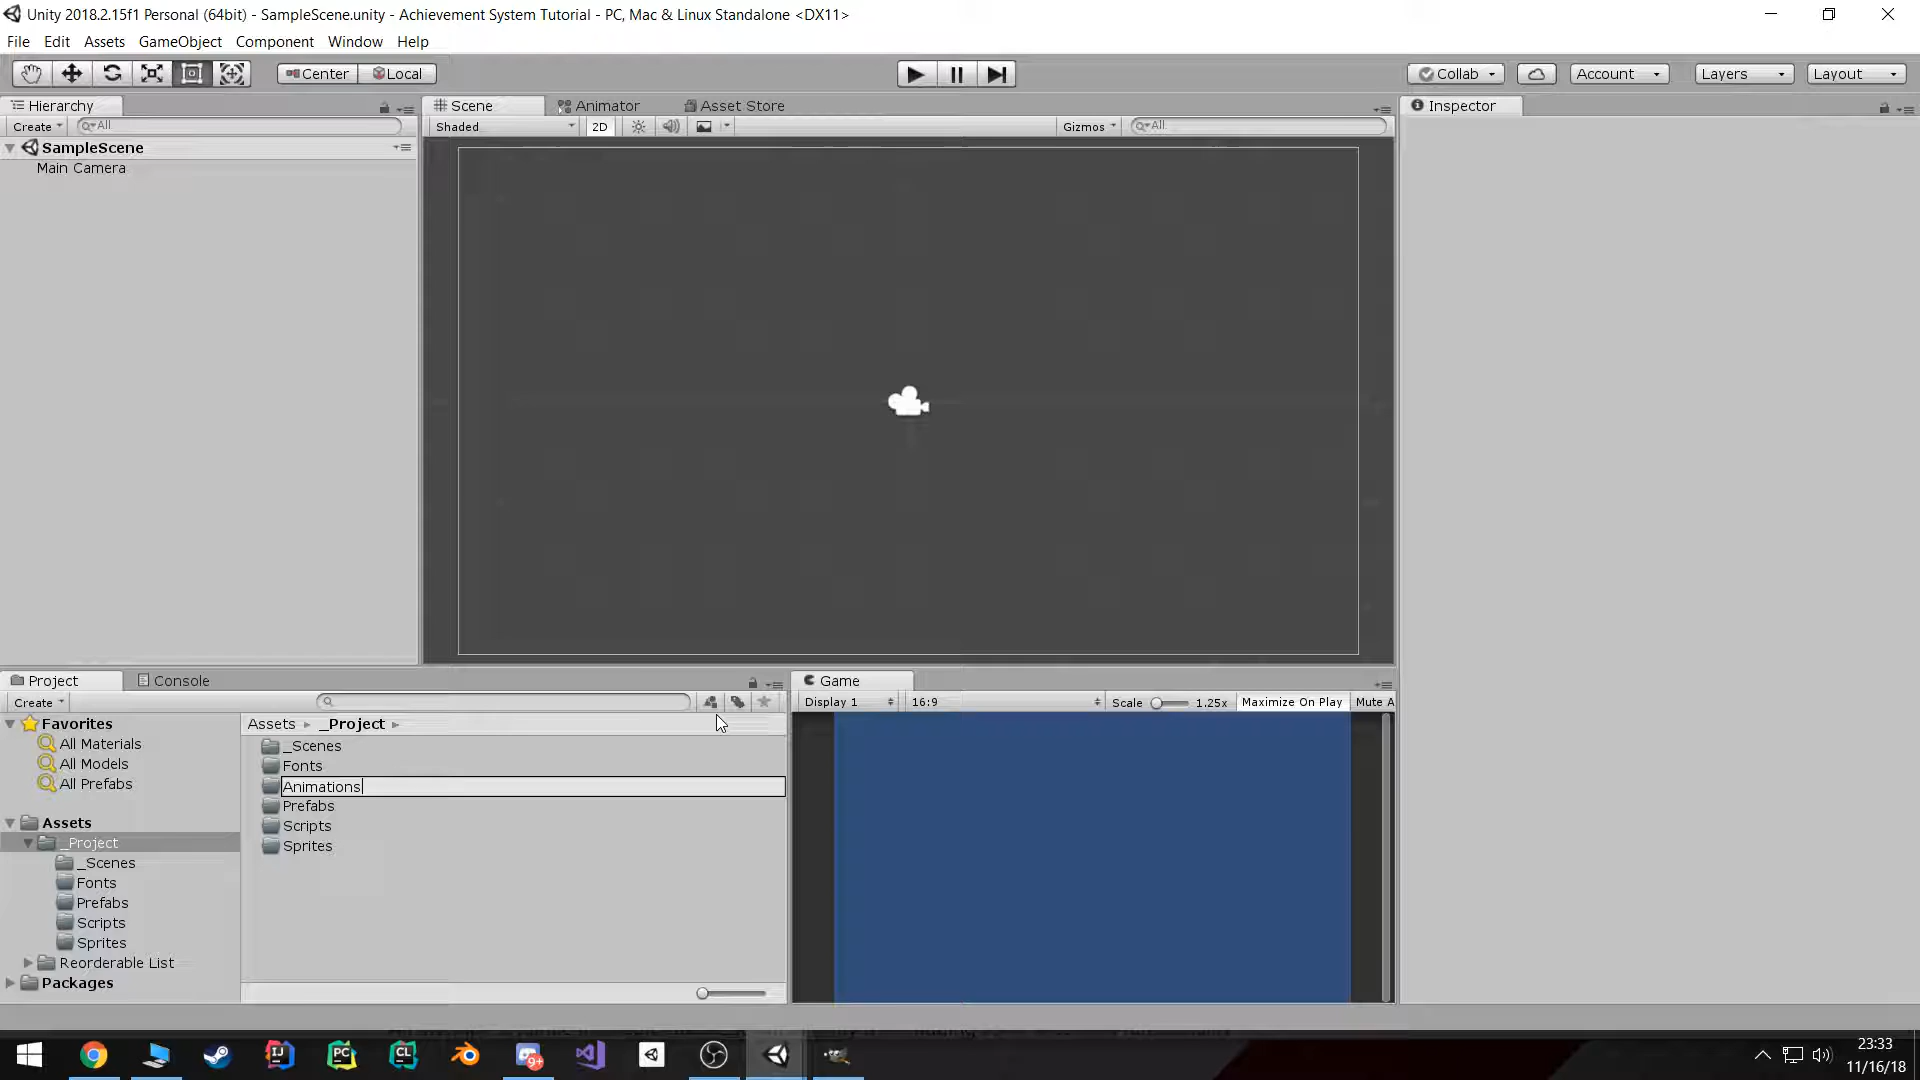 Unity 2018.2.15f1 Personal (64bit) - SampleScene.unity - Achievement System Tutorial - PC, Mac & Linux Standalone <DX11>
File Edit Assets GameObject Component Window Help
Center Local Collab Account Layers Layout
Hierarchy Scene Animator Asset Store Inspector
Create All Shaded 2D Gizmos All
SampleScene
Main Camera
Project Console Game
Create Display 1 16:9 Scale 1.25x Maximize On Play Mute A
Favorites
All Materials
All Models
All Prefabs
Assets
_Project
_Scenes
Fonts
Prefabs
Scripts
Sprites
Reorderable List
Packages
Assets _Project
_Scenes
Fonts
Animations
Prefabs
Scripts
Sprites
IJ PC CL 9+
23:33
11/16/18